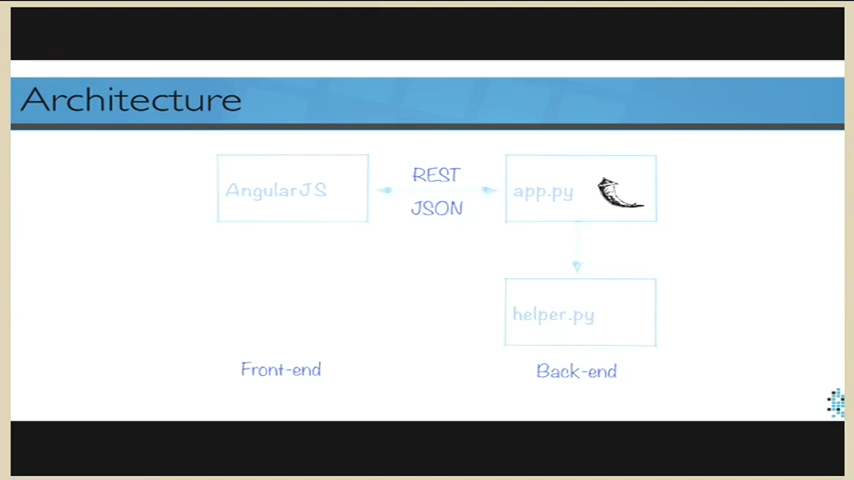 Architecture
AngularJS
REST
JSON
app.py
helper.py
Front-end
Back-end